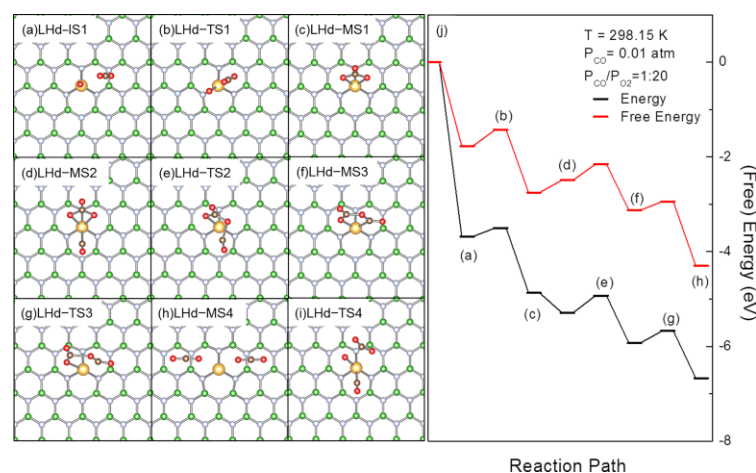 (a)LHd-IS1
(b)LHd-TS1
(c)LHd-MS1
(d)LHd-MS2
(e)LHd-TS2
(f)LHd-MS3
(g)LHd-TS3
(h)LHd-MS4
(i)LHd-TS4
(j)
T = 298.15 K
P_CO = 0.01 atm
P_CO/P_O2=1:20
Energy
Free Energy
(a)
(b)
(c)
(d)
(e)
(f)
(g)
(h)
0
-2
-4
-6
-8
(Free) Energy (eV)
Reaction Path